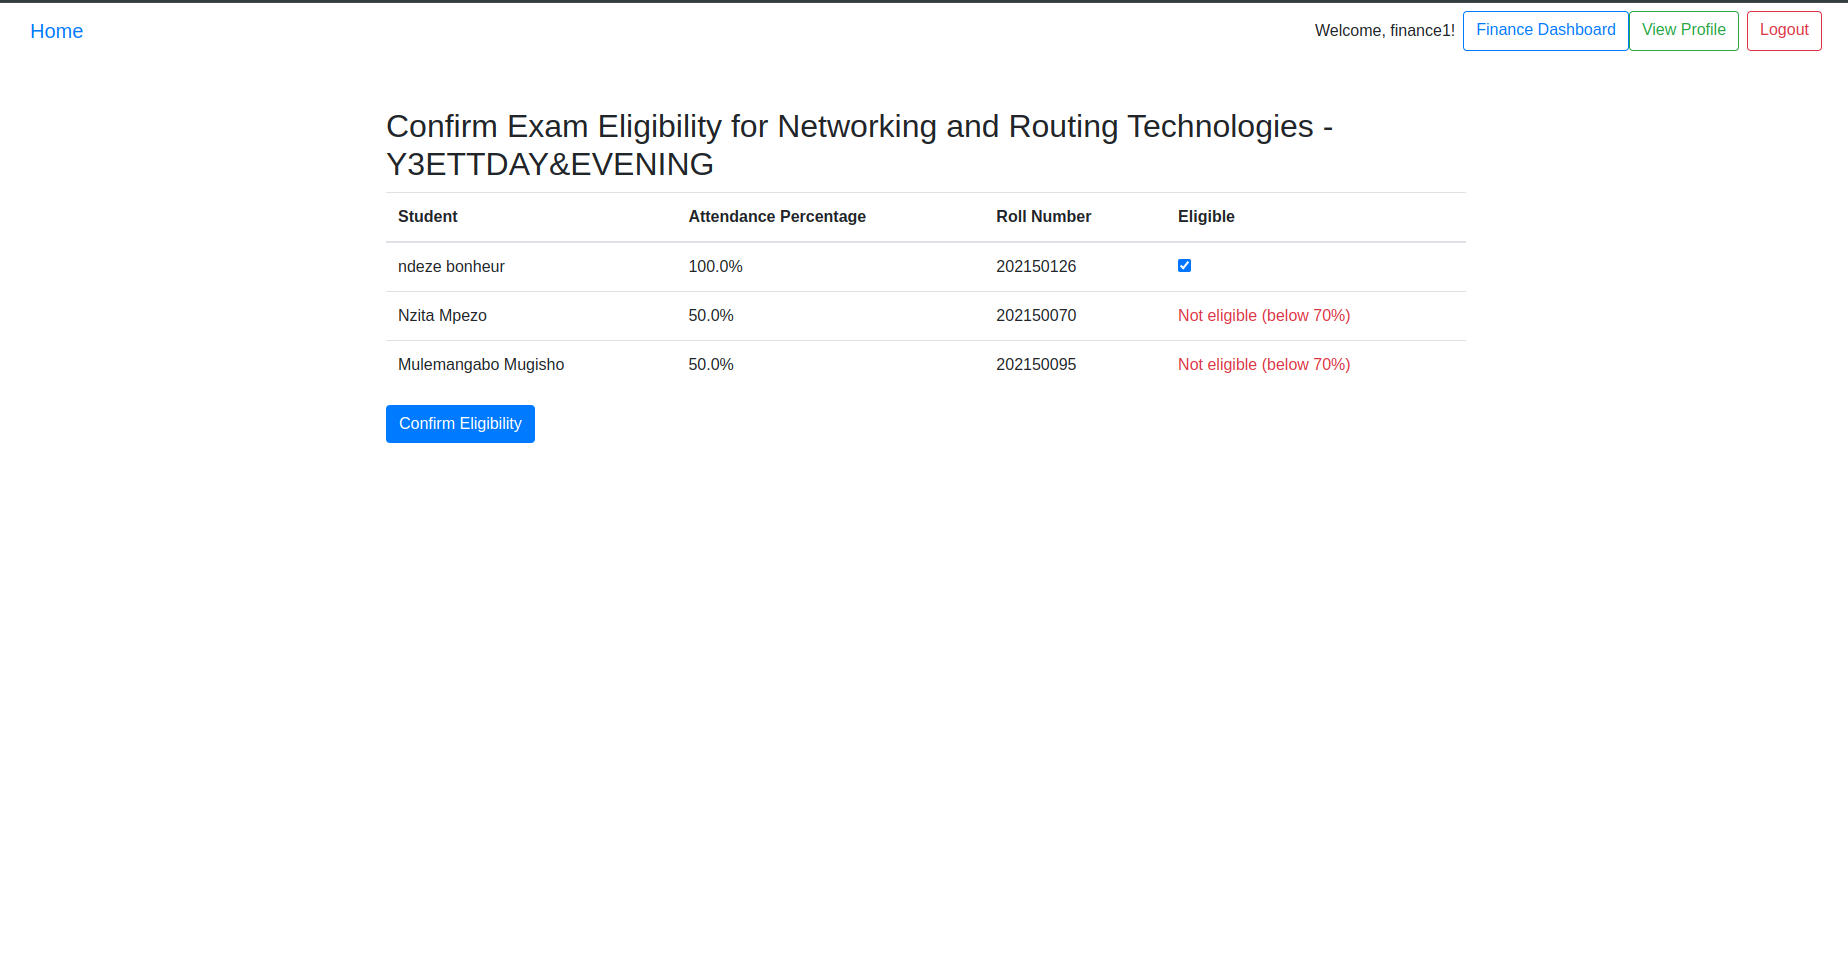 Home
Welcome, finance1! Finance Dashboard View Profile Logout
Confirm Exam Eligibility for Networking and Routing Technologies -
Y3ETTDAY&EVENING
Student Attendance Percentage Roll Number Eligible
ndeze bonheur 100.0% 202150126
Nzita Mpezo 50.0% 202150070 Not eligible (below 70%)
Mulemangabo Mugisho 50.0% 202150095 Not eligible (below 70%)
Confirm Eligibility